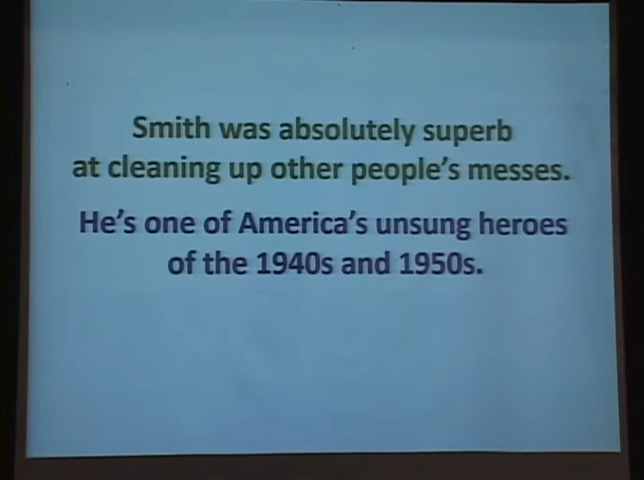 Smith was absolutely superb
at cleaning up other people's messes.
He's one of America's unsung heroes
of the 1940s and 1950s.